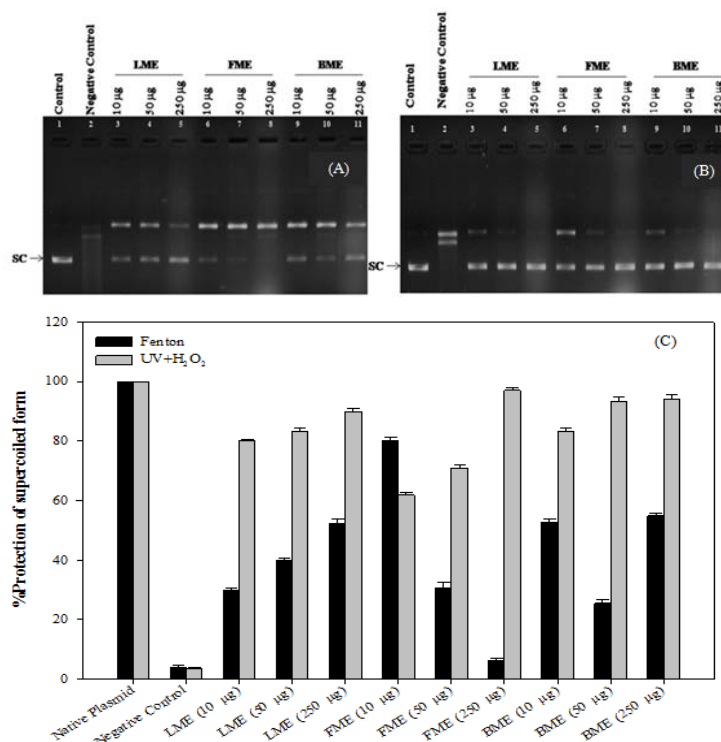 LME FME BME
Control
Negative Control
10 µg
50 µg
250 µg
10 µg
50 µg
250 µg
10 µg
50 µg
250 µg
1 2 3 4 5 6 7 8 9 10 11
(A)
SC→
LME FME BME
Control
Negative Control
10 µg
50 µg
250 µg
10 µg
50 µg
250 µg
10 µg
50 µg
250 µg
1 2 3 4 5 6 7 8 9 10 11
(B)
SC→
(C)
Fenton
UV+H₂O₂
%Protection of supercoiled form
120
100
80
60
40
20
0
Native Plasmid
Negative Control
LME (10 µg)
LME (50 µg)
LME (250 µg)
FME (10 µg)
FME (50 µg)
FME (250 µg)
BME (10 µg)
BME (50 µg)
BME (250 µg)